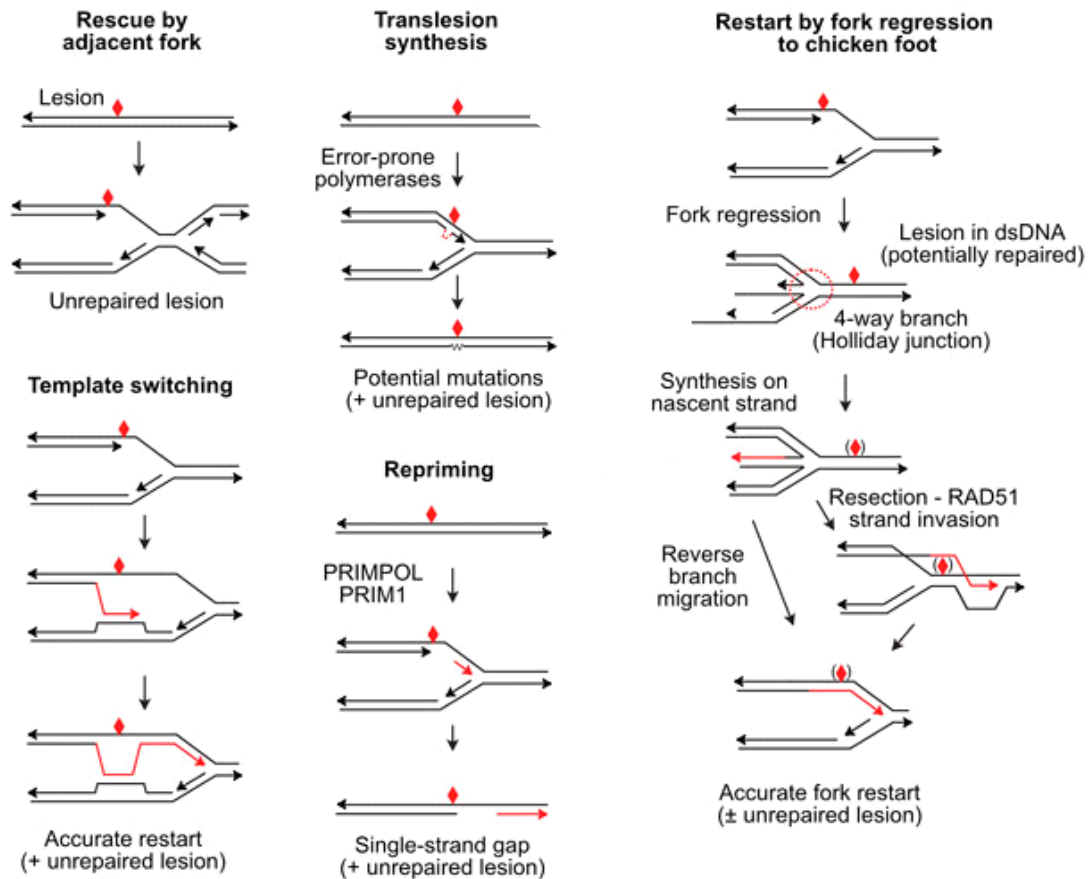 Rescue by
adjacent fork
Lesion
Unrepaired lesion
Template switching
Accurate restart
(+ unrepaired lesion)
Translesion
synthesis
Error-prone
polymerases
Potential mutations
(+ unrepaired lesion)
Repriming
PRIMPOL
PRIM1
Single-strand gap
(+ unrepaired lesion)
Restart by fork regression
to chicken foot
Fork regression
Lesion in dsDNA
(potentially repaired)
4-way branch
(Holliday junction)
Synthesis on
nascent strand
Resection - RAD51
strand invasion
Reverse
branch
migration
Accurate fork restart
(± unrepaired lesion)